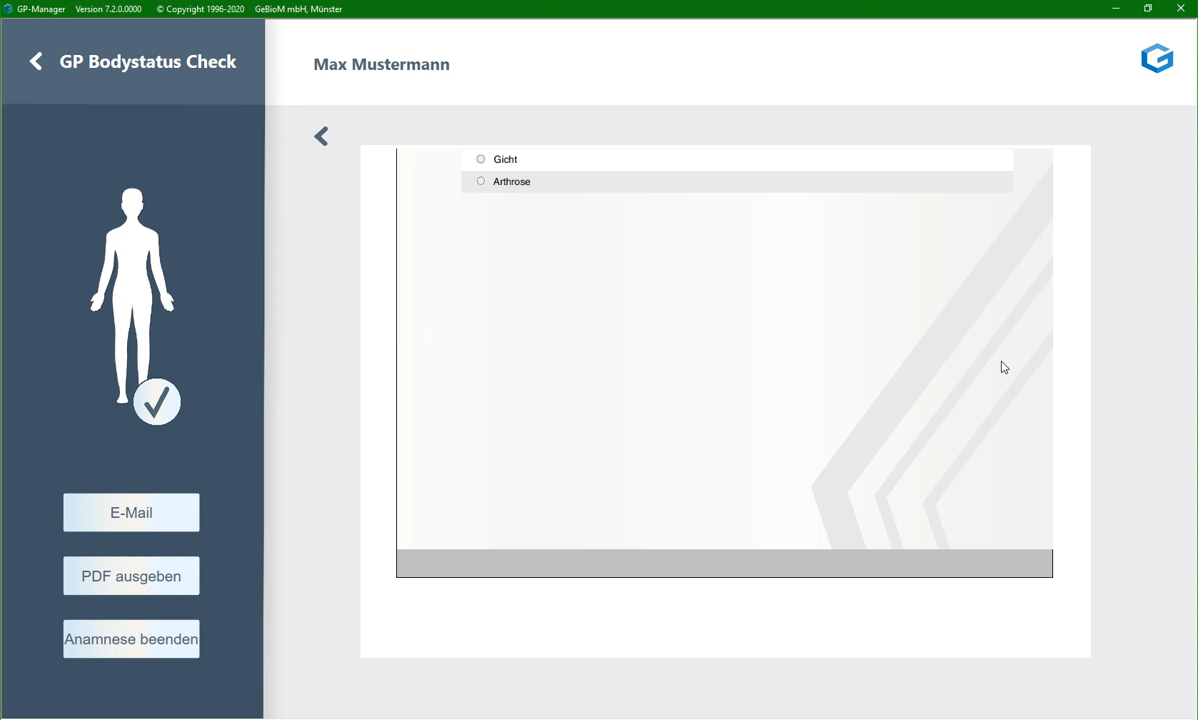 GP-Manager Version 7.2.0.0000 © Copyright 1996-2020 GeBioM mbH, Münster
GP Bodystatus Check
Max Mustermann
Gicht
Arthrose
E-Mail
PDF ausgeben
Anamnese beenden